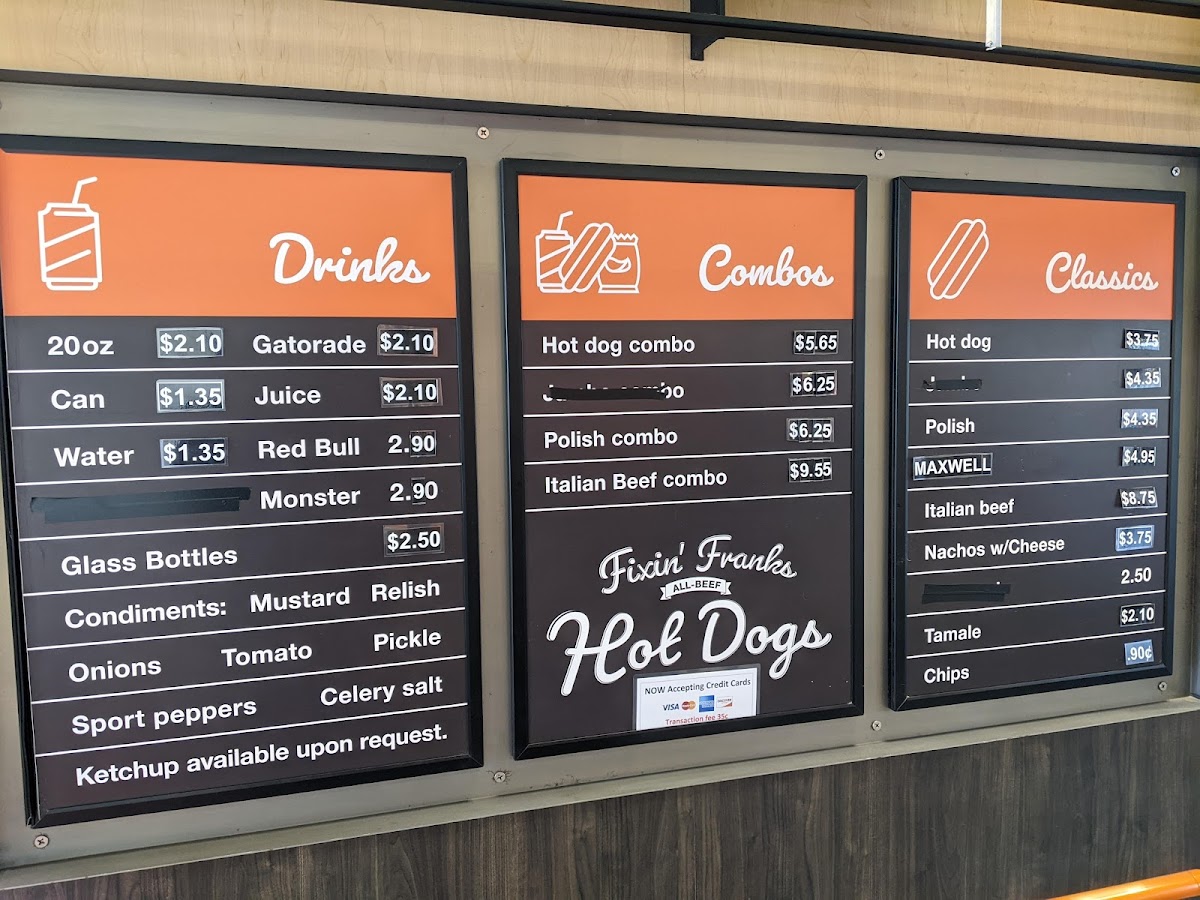 Drinks
20oz $2.10 Gatorade $2.10
Can $1.35 Juice $2.10
Water $1.35 Red Bull 2.90
Monster 2.90
Glass Bottles $2.50
Condiments: Mustard Relish
Onions Tomato Pickle
Sport peppers Celery salt
Ketchup available upon request.
Combos
Hot dog combo $5.65
$6.25
Polish combo $6.25
Italian Beef combo $9.55
Fixin' Franks
ALL-BEEF
Hot Dogs
NOW Accepting Credit Cards
VISA
Transaction fee 35c
Classics
Hot dog $3.75
$4.35
Polish $4.35
MAXWELL $4.95
Italian beef $8.75
Nachos w/Cheese $3.75
2.50
Tamale $2.10
Chips .90¢